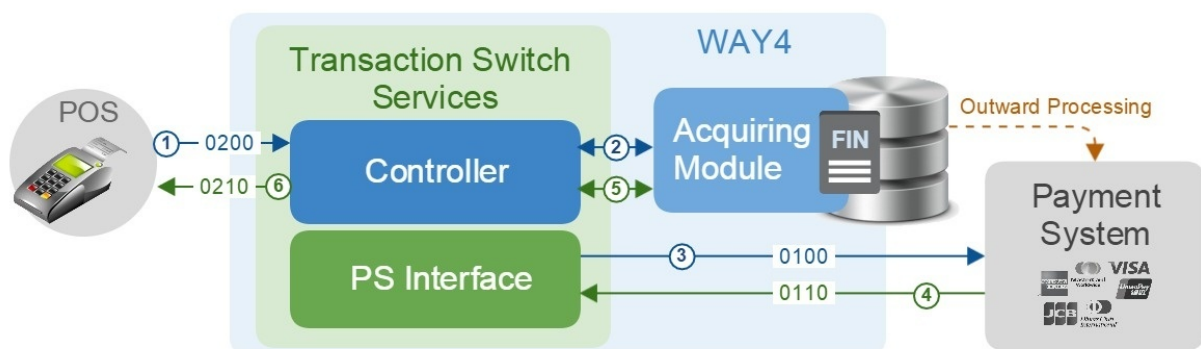 WAY4
Transaction Switch
Services
POS
1 0200
Controller
2
Acquiring
Module
FIN
Outward Processing
0210 6
5
Payment
System
PS Interface
3 0100
0110 4
VISA
JCB